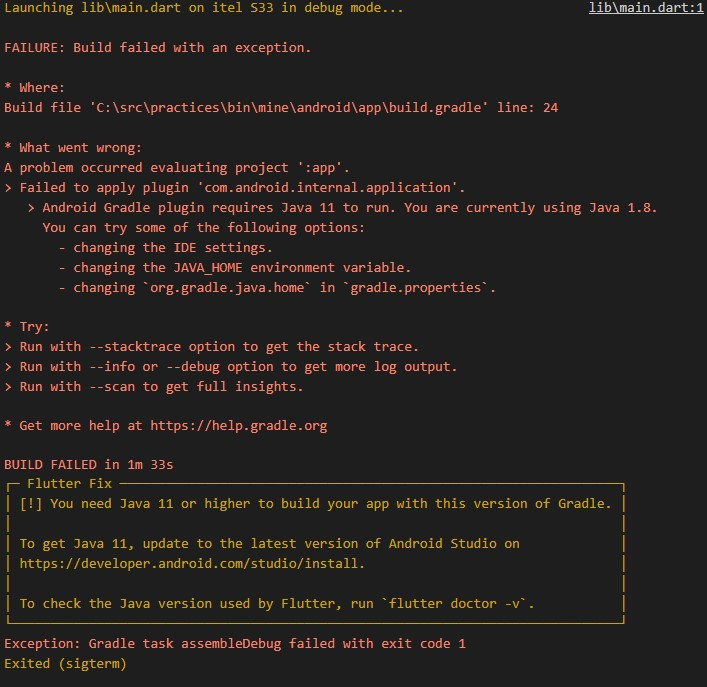 Launching lib\main.dart on itel S33 in debug mode... lib\main.dart:1
FAILURE: Build failed with an exception.
* Where:
Build file 'C:\src\practices\bin\mine\android\app\build.gradle' line: 24
* What went wrong:
A problem occurred evaluating project ':app'.
> Failed to apply plugin 'com.android.internal.application'.
> Android Gradle plugin requires Java 11 to run. You are currently using Java 1.8.
You can try some of the following options:
- changing the IDE settings.
- changing the JAVA_HOME environment variable.
- changing `org.gradle.java.home` in `gradle.properties`.
* Try:
> Run with --stacktrace option to get the stack trace.
> Run with --info or --debug option to get more log output.
> Run with --scan to get full insights.
* Get more help at https://help.gradle.org
BUILD FAILED in 1m 33s
Flutter Fix
[!] You need Java 11 or higher to build your app with this version of Gradle.
To get Java 11, update to the latest version of Android Studio on
https://developer.android.com/studio/install.
To check the Java version used by Flutter, run `flutter doctor -v`.
Exception: Gradle task assembleDebug failed with exit code 1
Exited (sigterm)